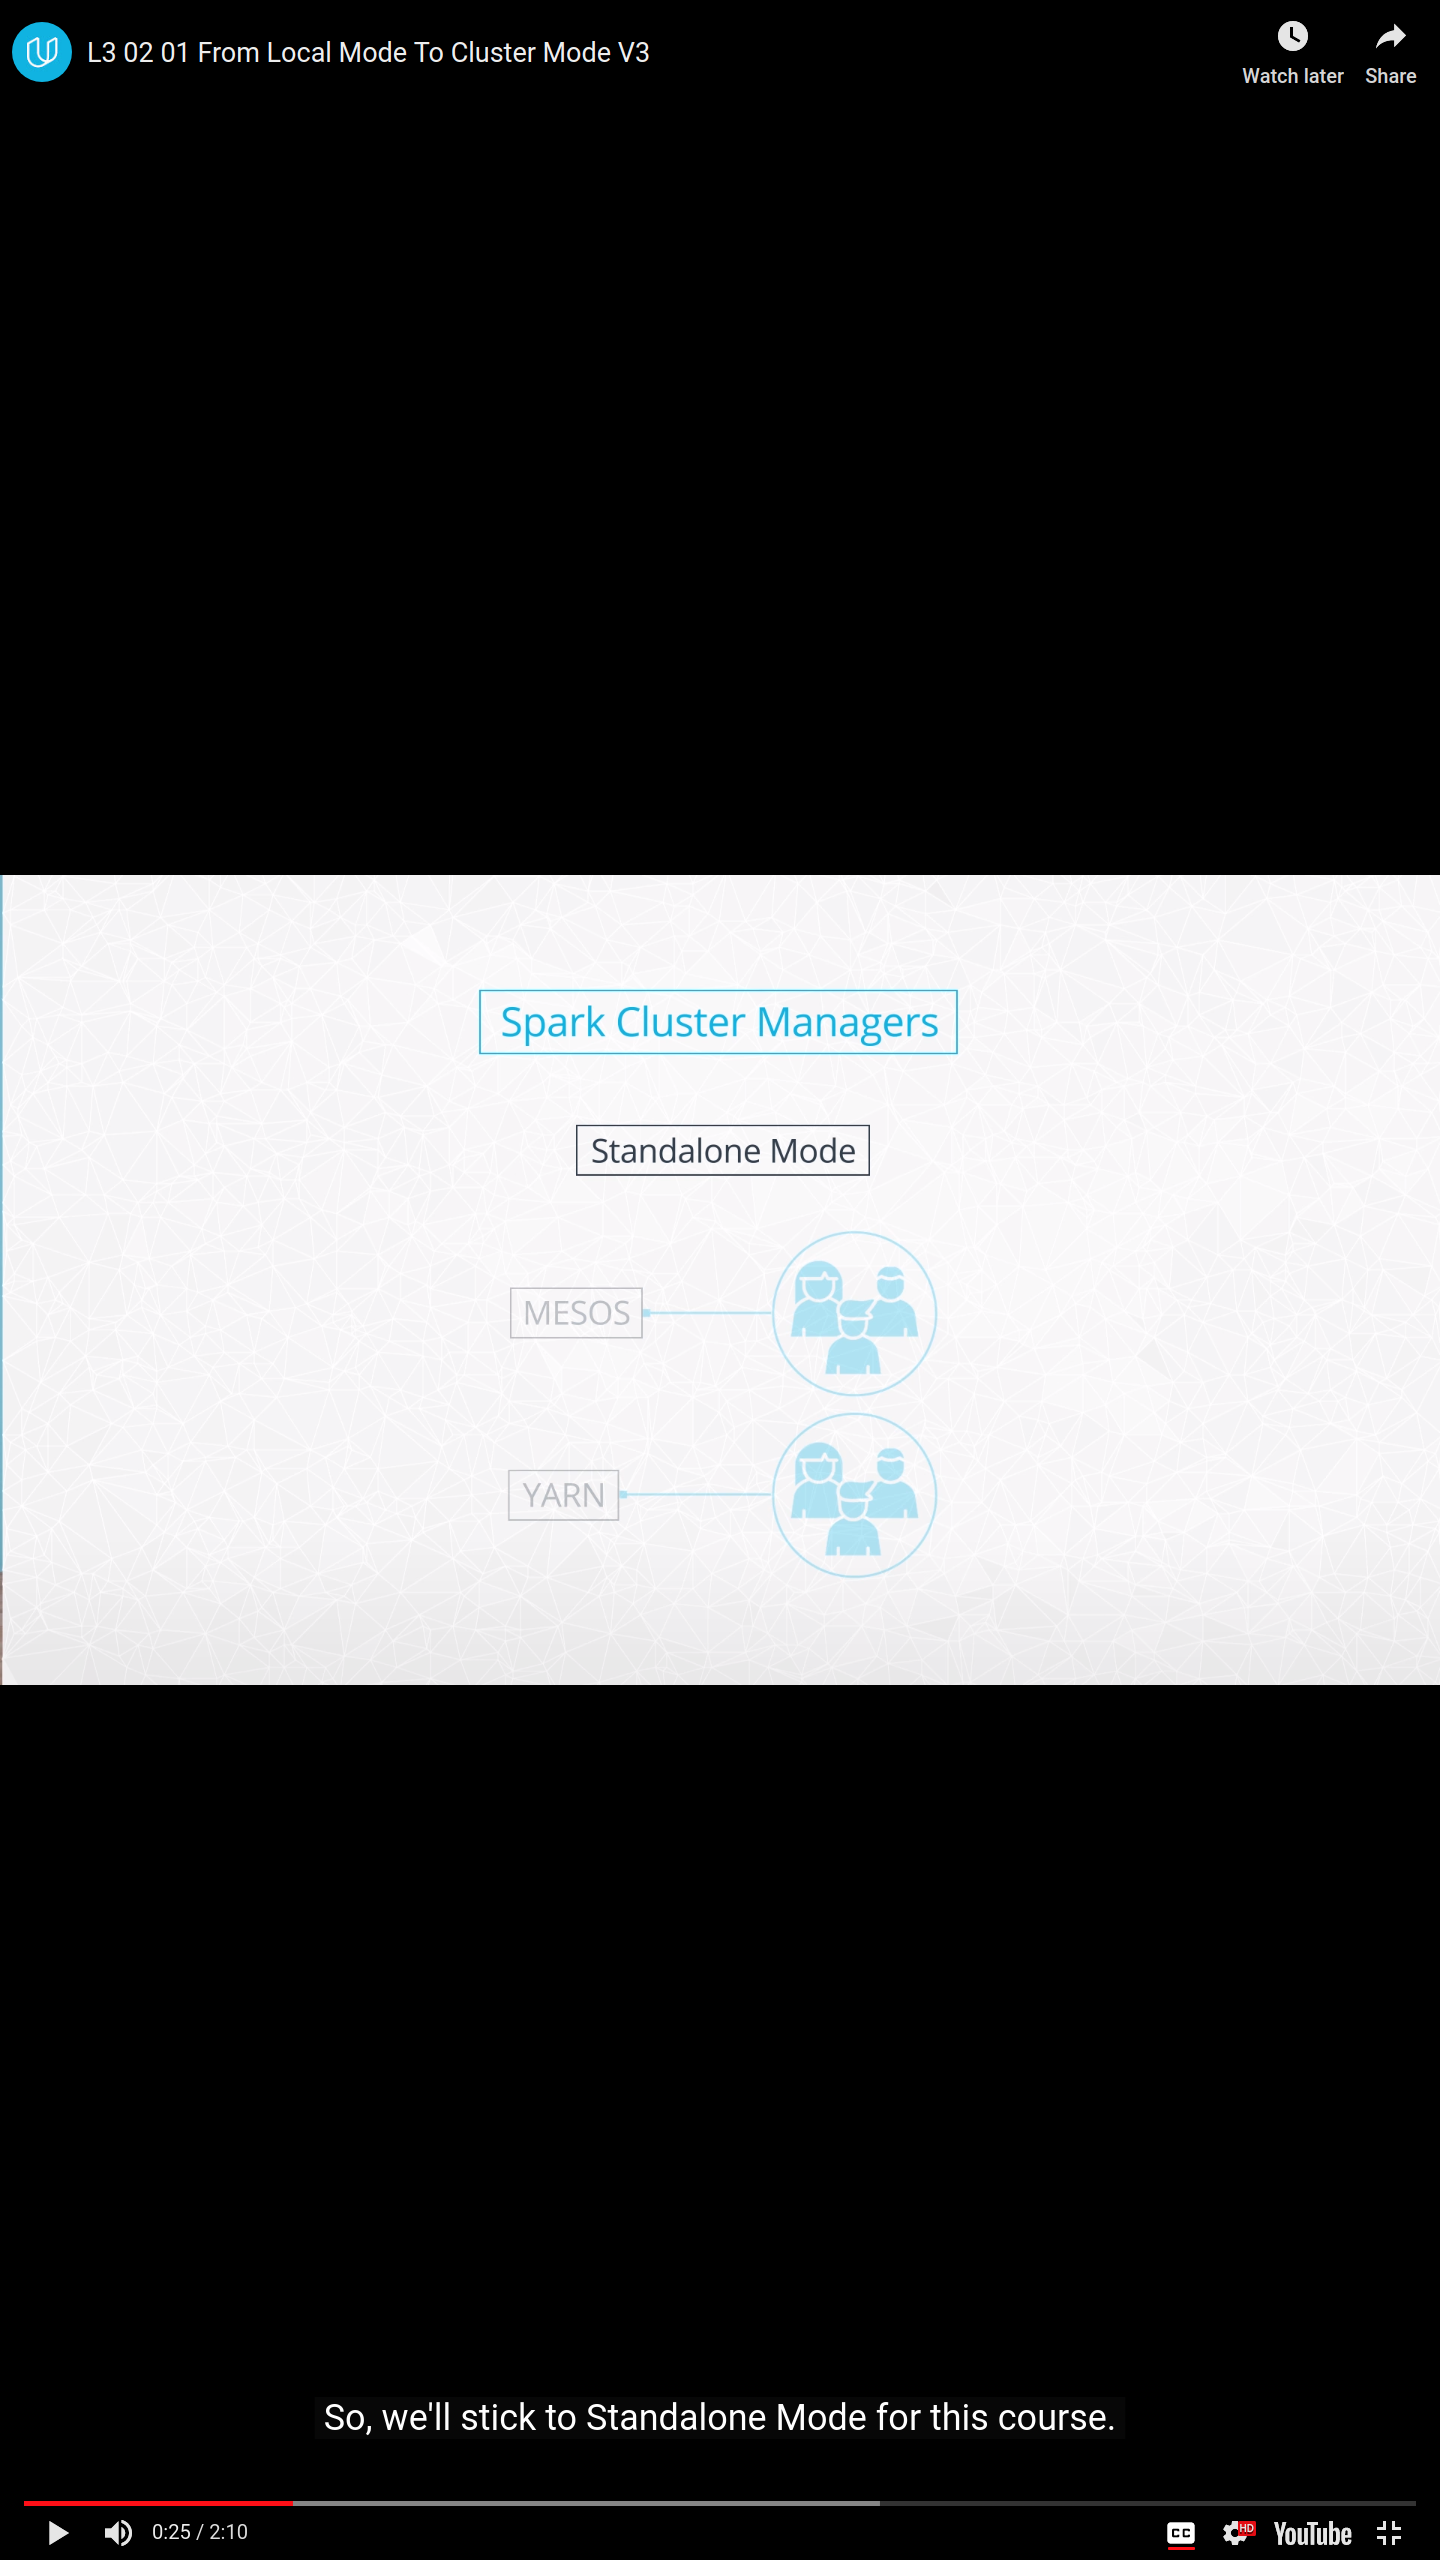 L3 02 01 From Local Mode To Cluster Mode V3
Watch later
Share
Spark Cluster Managers
Standalone Mode
MESOS
YARN
So, we'll stick to Standalone Mode for this course.
0:25 / 2:10
CC
HD
YouTube